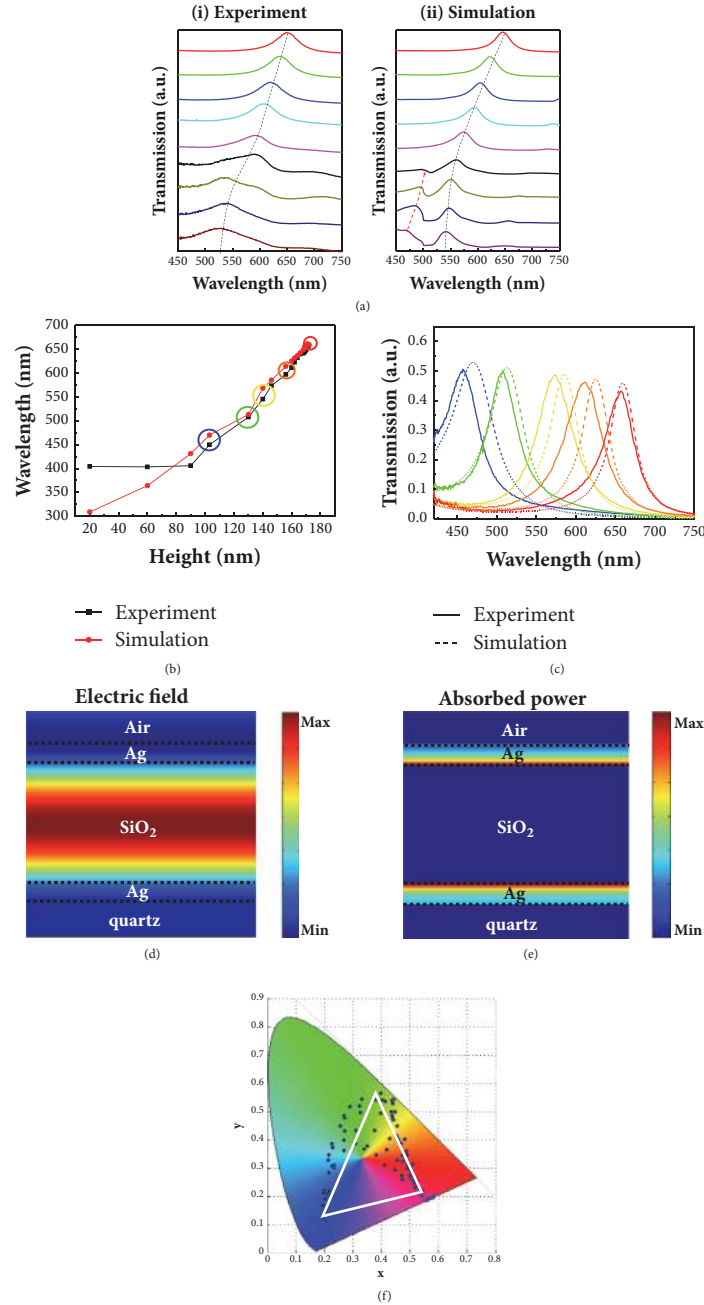 (i) Experiment
(ii) Simulation
Transmission (a.u.)
Transmission (a.u.)
450 500 550 600 650 700 750
450 500 550 600 650 700 750
Wavelength (nm)
Wavelength (nm)
(a)
700
650
600
550
500
450
400
350
300
Wavelength (nm)
20 40 60 80 100 120 140 160 180
Height (nm)
Experiment
Simulation
(b)
0.6
0.5
0.4
0.3
0.2
0.1
0.0
Transmission (a.u.)
450 500 550 600 650 700 750
Wavelength (nm)
Experiment
Simulation
(c)
Electric field
Air
Ag
SiO₂
Ag
quartz
Max
Min
(d)
Absorbed power
Air
Ag
SiO₂
Ag
quartz
Max
Min
(e)
0.9
0.8
0.7
0.6
0.5
0.4
0.3
0.2
0.1
0
y
0 0.1 0.2 0.3 0.4 0.5 0.6 0.7 0.8
x
(f)